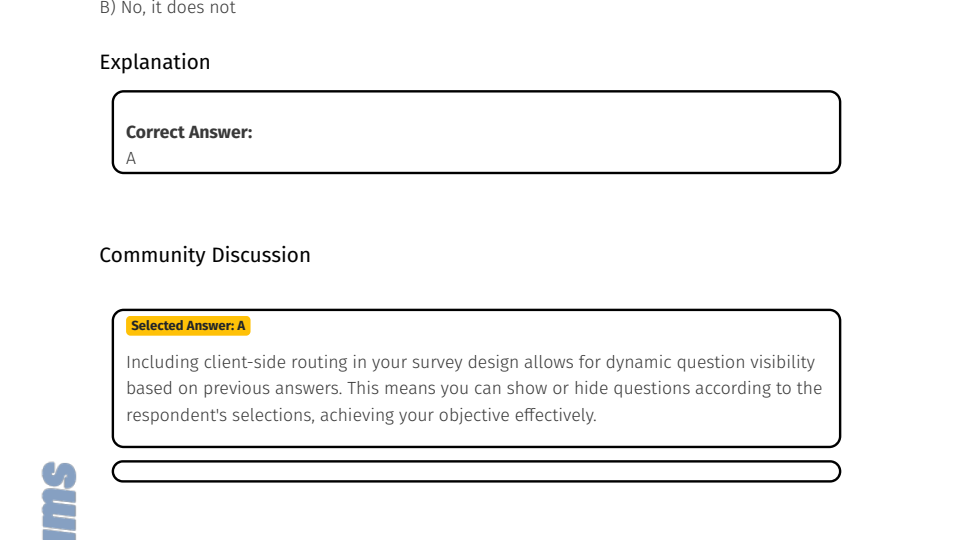 B) No, it does not
Explanation
Correct Answer:
A
Community Discussion
Selected Answer: A
Including client-side routing in your survey design allows for dynamic question visibility
based on previous answers. This means you can show or hide questions according to the
respondent's selections, achieving your objective effectively.